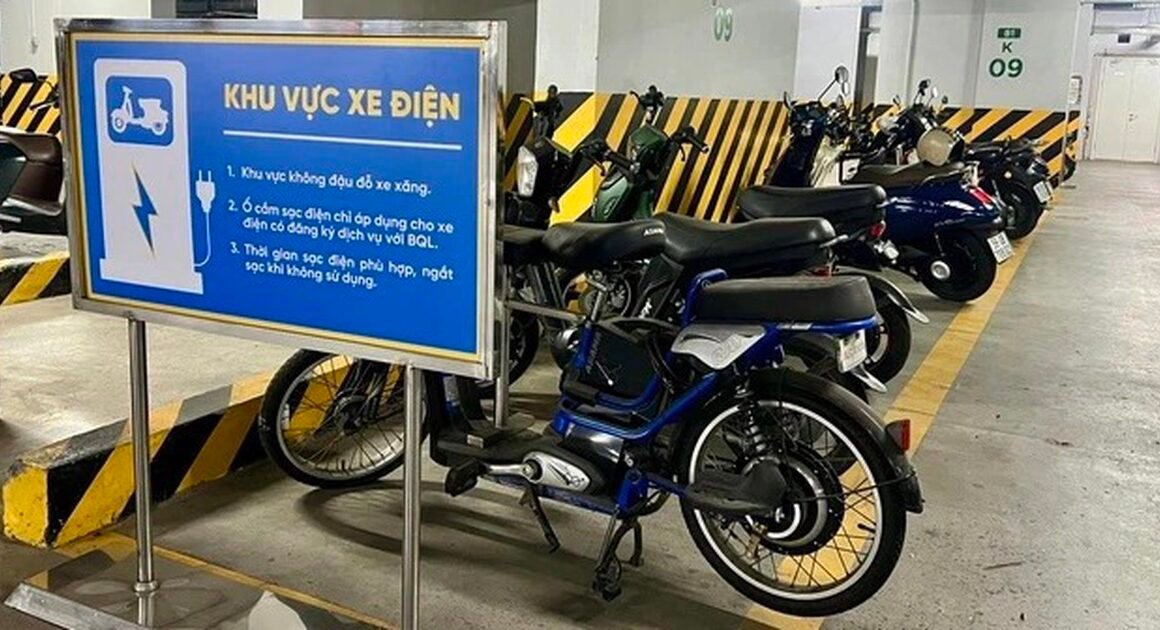 KHU VỰC XE ĐIỆN
1. Khu vực không đậu đỗ xe xăng.
2. Ổ cắm sạc điện chỉ áp dụng cho xe
điện có đăng ký dịch vụ với BQL.
3. Thời gian sạc điện phù hợp, ngắt
sạc khi không sử dụng.
09
B1
K
09